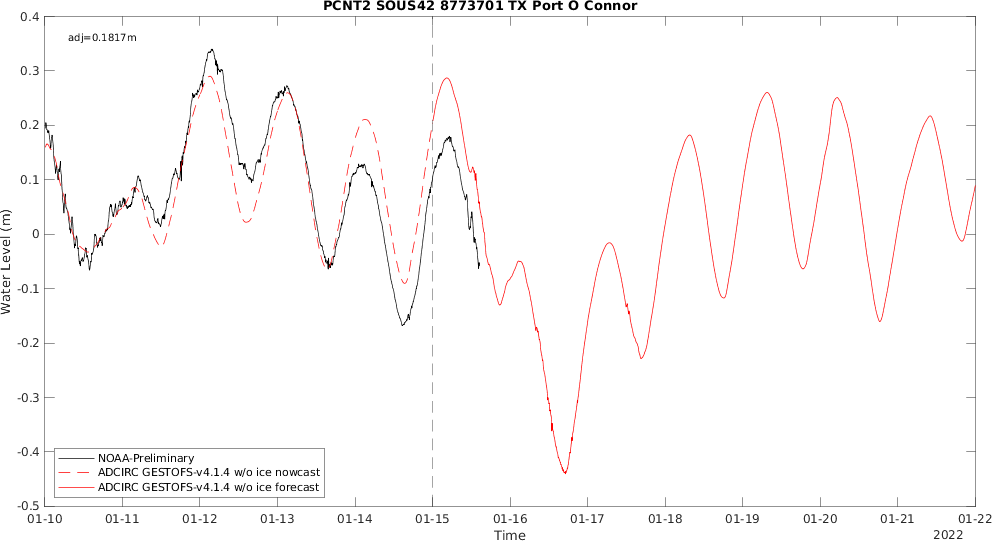 PCNT2 SOUS42 8773701 TX Port O Connor
adj=0.1817m
0.4
0.3
0.2
0.1
0
-0.1
-0.2
-0.3
-0.4
-0.5
Water Level (m)
NOAA-Preliminary
ADCIRC GESTOFS-v4.1.4 w/o ice nowcast
ADCIRC GESTOFS-v4.1.4 w/o ice forecast
01-10 01-11 01-12 01-13 01-14 01-15 01-16 01-17 01-18 01-19 01-20 01-21 01-22
Time
2022